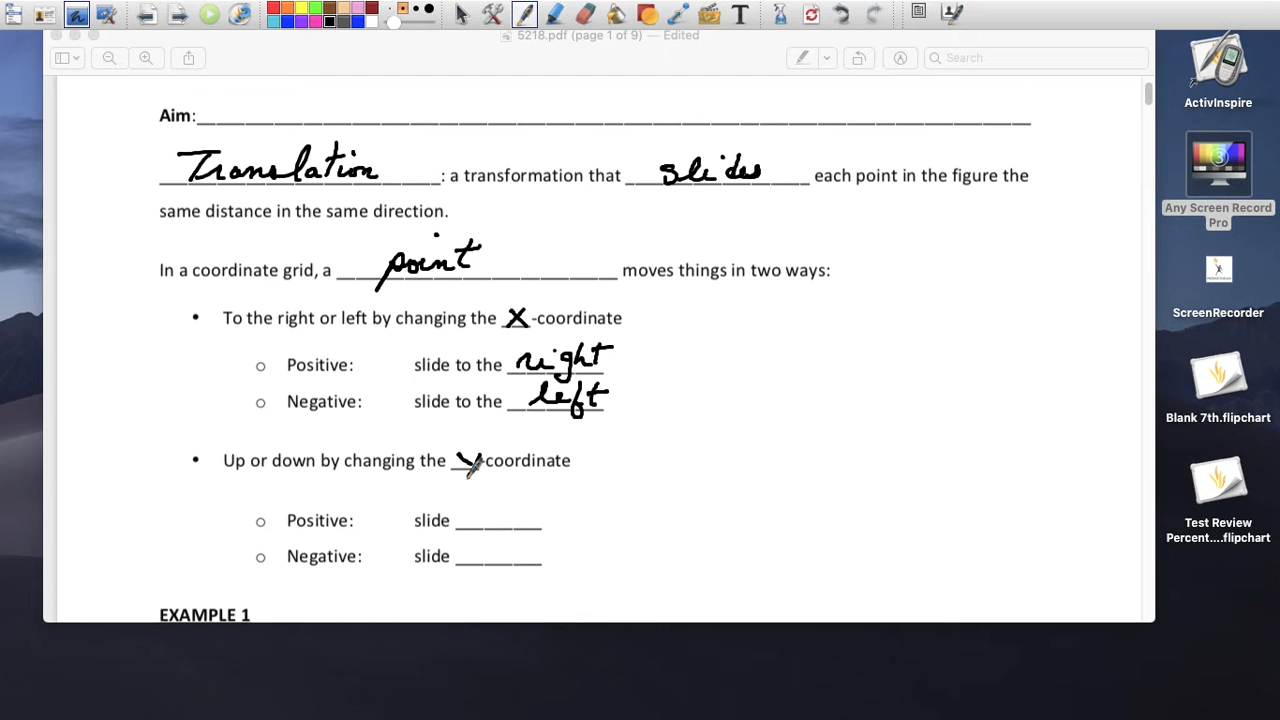 5218.pdf (page 1 of 9) — Edited
Search
Aim:
Translation : a transformation that slides each point in the figure the
same distance in the same direction.
In a coordinate grid, a point moves things in two ways:
• To the right or left by changing the x -coordinate
o Positive: slide to the right
o Negative: slide to the left
• Up or down by changing the y -coordinate
o Positive: slide ________
o Negative: slide ________
EXAMPLE 1
ActivInspire
3
Any Screen Record
Pro
ScreenRecorder
Blank 7th.flipchart
Test Review
Percent....flipchart